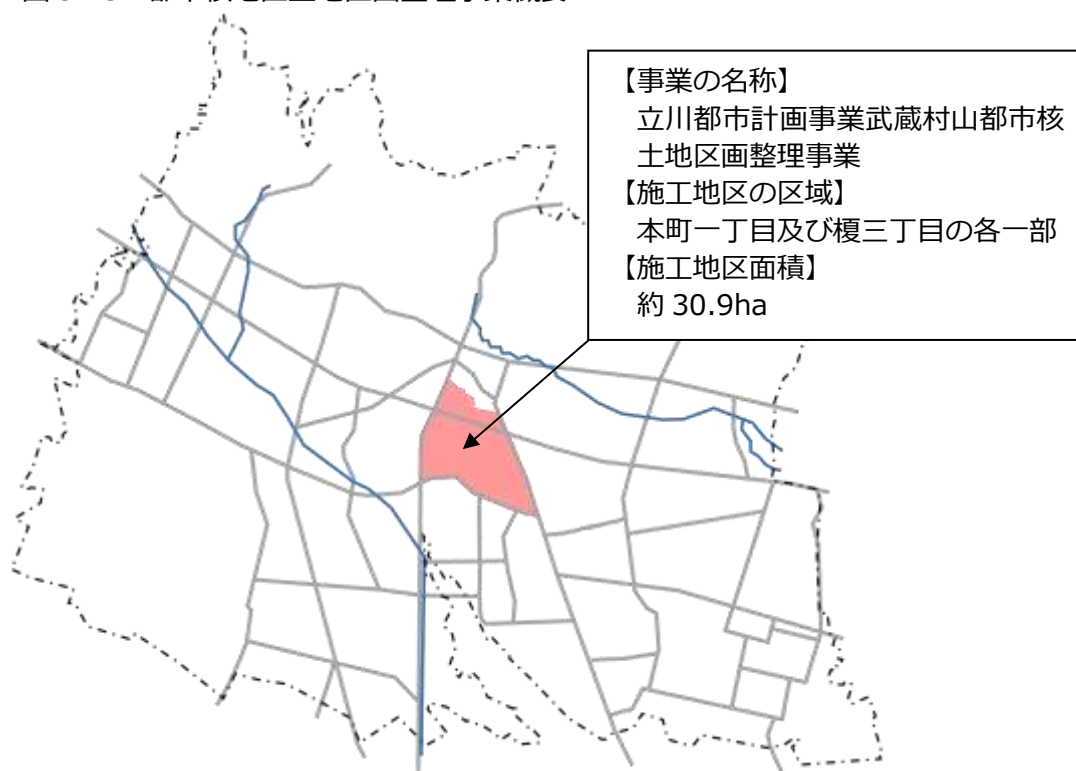 【事業の名称】
立川都市計画事業武蔵村山都市核
土地区画整理事業
【施工地区の区域】
本町一丁目及び榎三丁目の各一部
【施工地区面積】
約 30.9ha